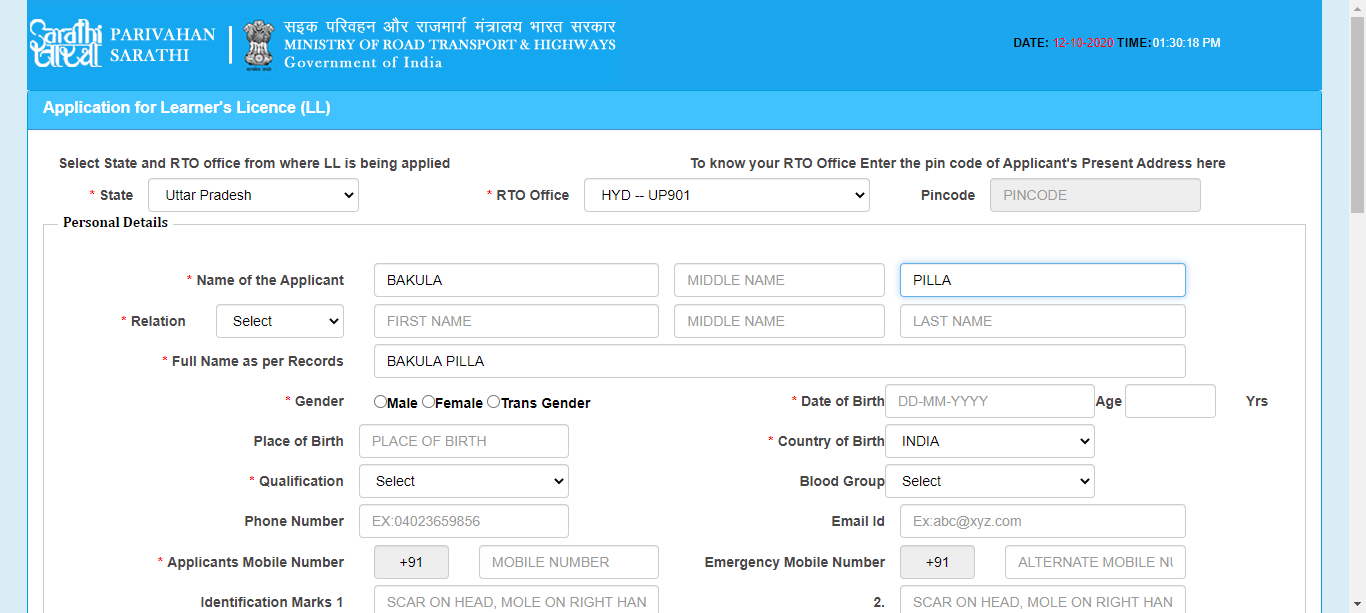 Sarathi
सारथी
PARIVAHAN
SARATHI
सड़क परिवहन और राजमार्ग मंत्रालय भारत सरकार
MINISTRY OF ROAD TRANSPORT & HIGHWAYS
Government of India
DATE: 12-10-2020 TIME:01:30:18 PM
Application for Learner's Licence (LL)
Select State and RTO office from where LL is being applied
To know your RTO Office Enter the pin code of Applicant's Present Address here
* State Uttar Pradesh * RTO Office HYD -- UP901 Pincode PINCODE
Personal Details
* Name of the Applicant BAKULA MIDDLE NAME PILLA
* Relation Select FIRST NAME MIDDLE NAME LAST NAME
* Full Name as per Records BAKULA PILLA
* Gender Male Female Trans Gender * Date of Birth DD-MM-YYYY Age Yrs
Place of Birth PLACE OF BIRTH * Country of Birth INDIA
* Qualification Select Blood Group Select
Phone Number EX:04023659856 Email Id Ex:abc@xyz.com
* Applicants Mobile Number +91 MOBILE NUMBER Emergency Mobile Number +91 ALTERNATE MOBILE NU
Identification Marks 1 SCAR ON HEAD, MOLE ON RIGHT HAN 2. SCAR ON HEAD, MOLE ON RIGHT HAN